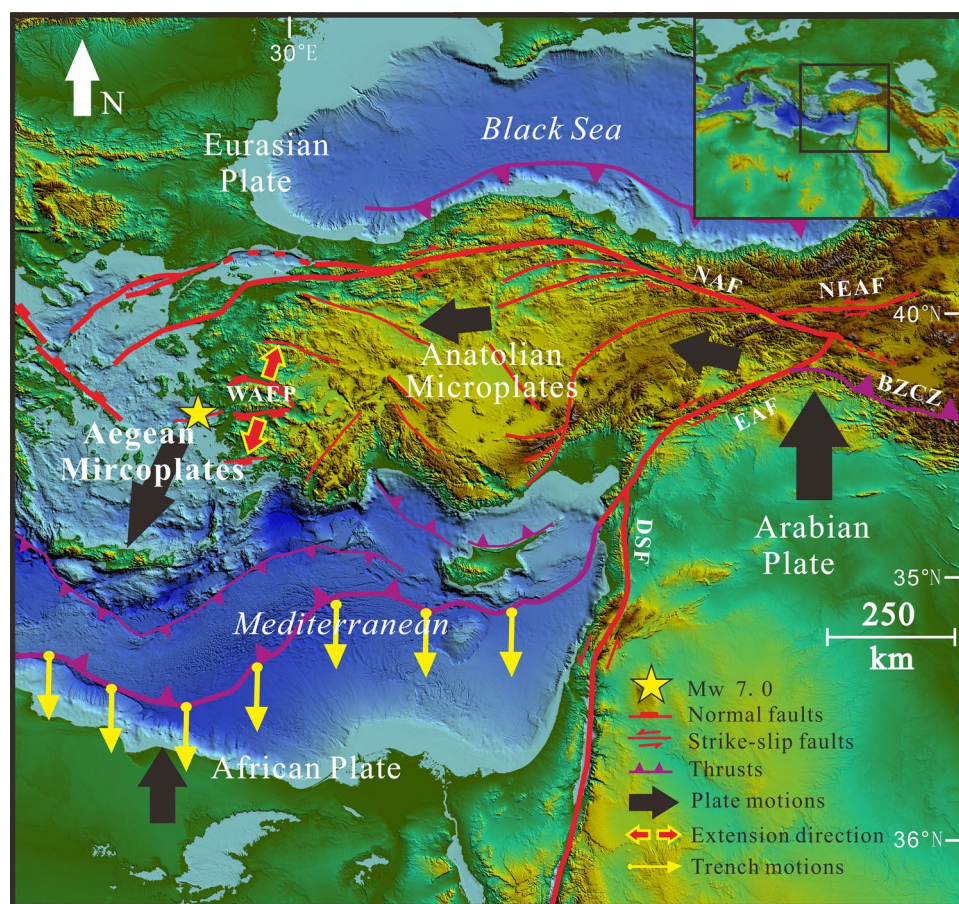 30°E
N
Black Sea
Eurasian
Plate
NAF
NEAF
40°N
Anatolian
Microplates
WAEP
BZCZ
EAF
Aegean
Mircoplates
Arabian
Plate
DSF
35°N
Mediterranean
250
km
Mw 7.0
Normal faults
Strike-slip faults
Thrusts
African Plate
Plate motions
Extension direction
36°N
Trench motions